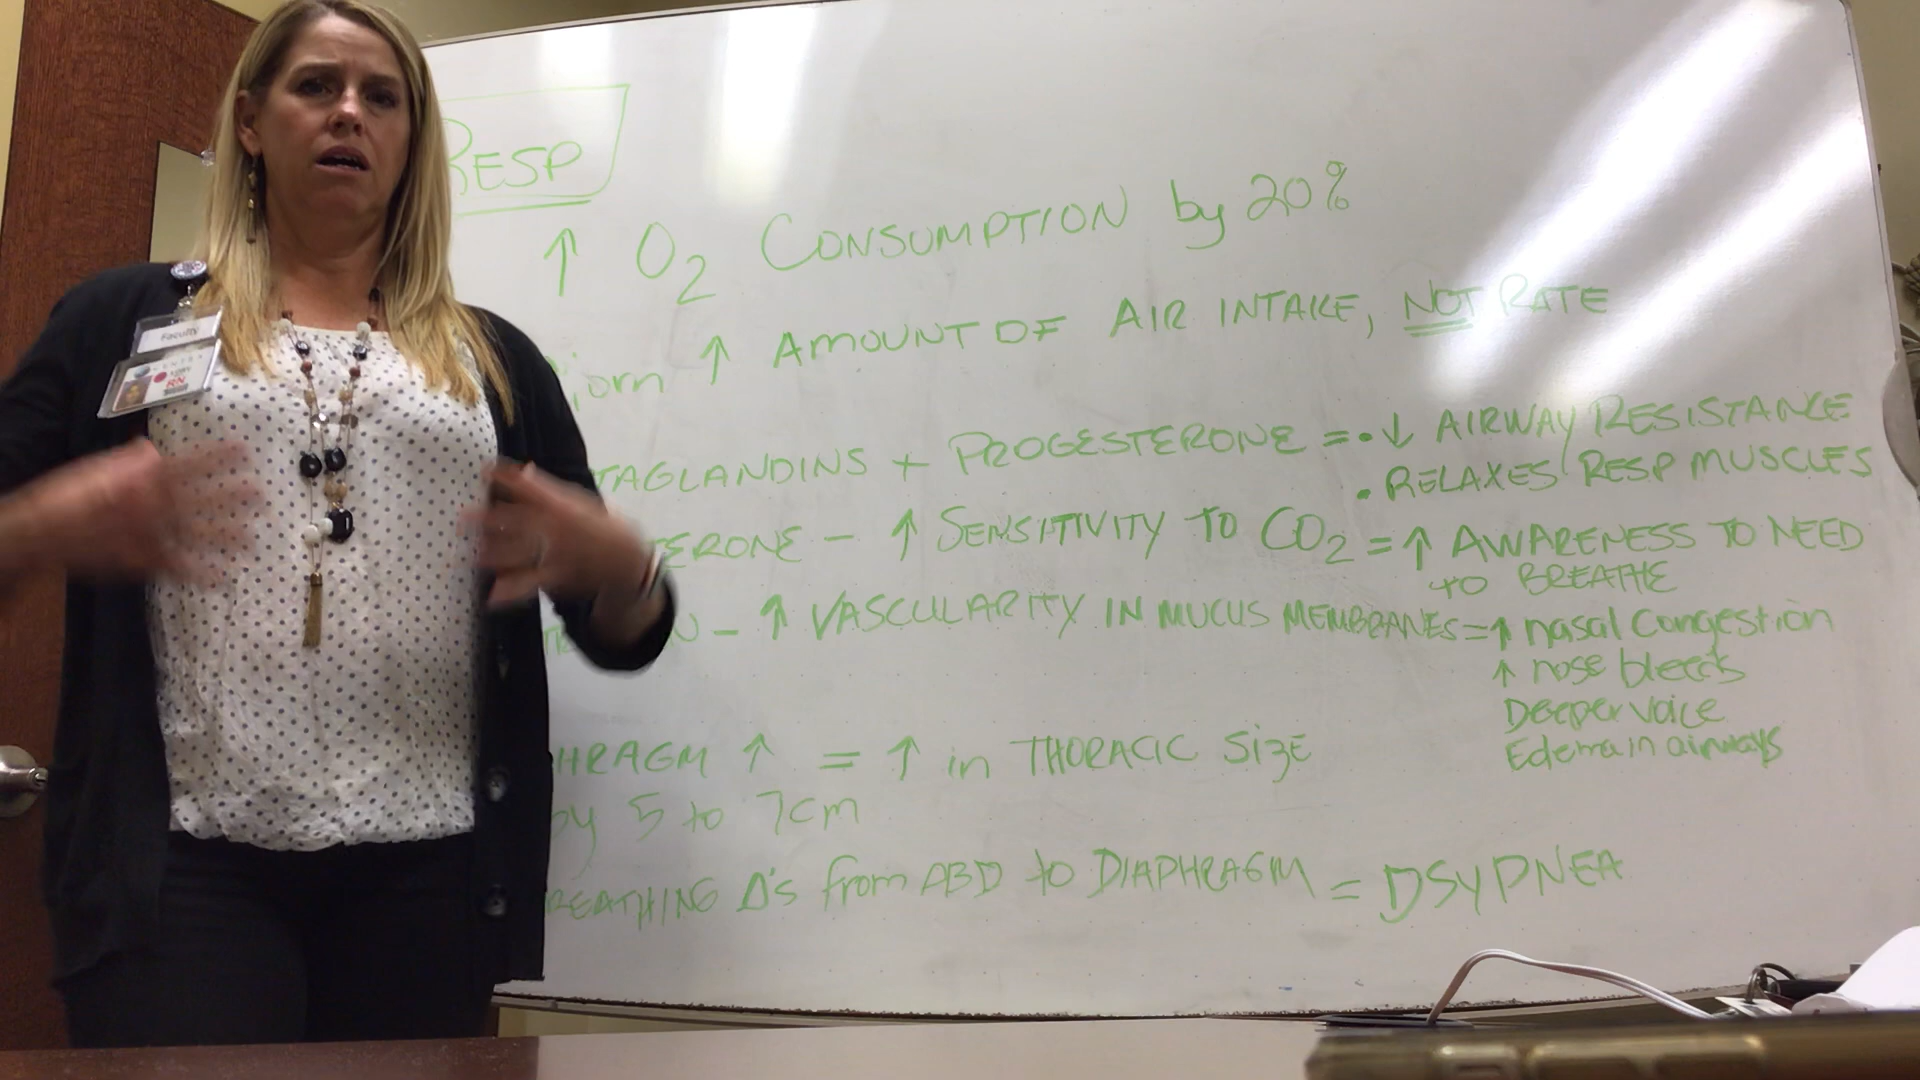 RESP
↑ O2 CONSUMPTION by 20%
↑ AMOUNT OF AIR INTAKE, NOT RATE
TAGLANDINS + PROGESTERONE = • ↓ AIRWAY RESISTANCE
• RELAXES RESP MUSCLES
ERONE - ↑ SENSITIVITY TO CO2 = ↑ AWARENESS TO NEED
TO BREATHE
N - ↑ VASCULARITY IN MUCUS MEMBRANES = ↑ nasal congestion
↑ nose bleeds
Deeper voice
Edema in airways
HRAGM ↑ = ↑ in THORACIC SIZE
by 5 to 7cm
REATHING Δ's from ABD to DIAPHRAGM = DSYPNEA
Faculty
RN